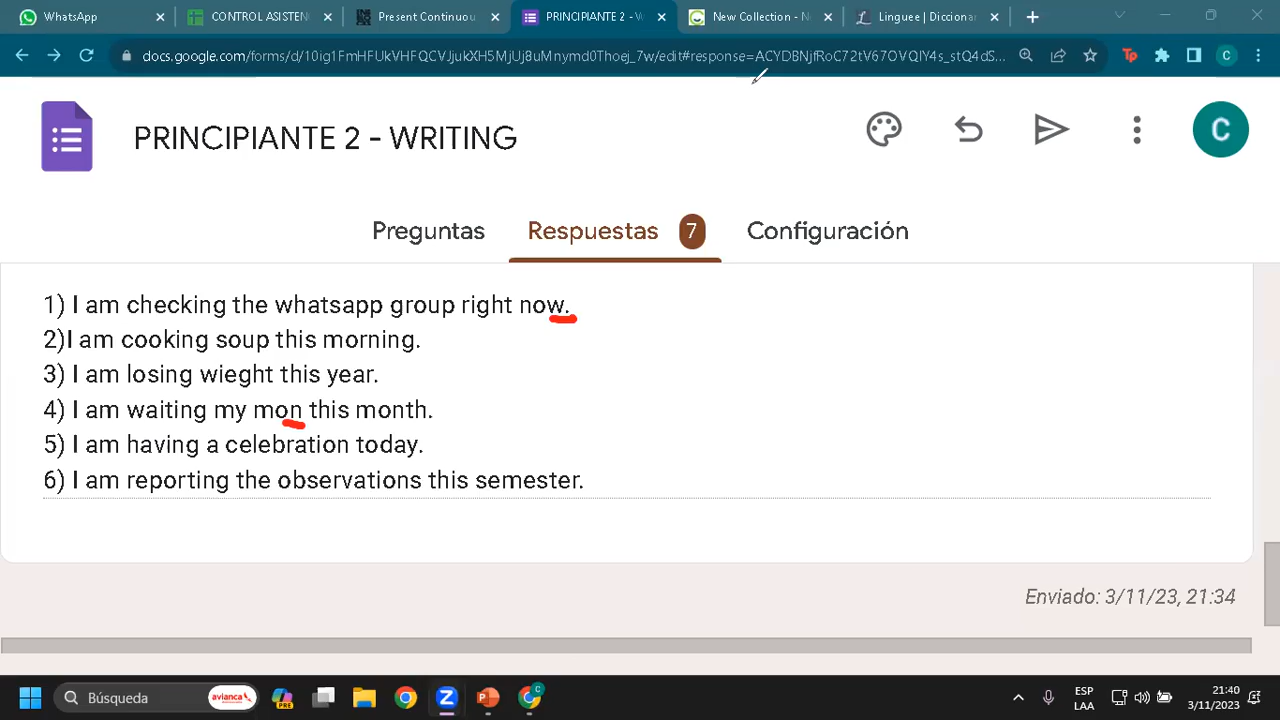 WhatsApp
CONTROL ASISTEN
Present Continuou
PRINCIPIANTE 2 - W
New Collection - N
Linguee | Dicciona
docs.google.com/forms/d/10ig1FmHFUkVHFQCVJjukXH5MjUj8uMnymd0Thoej_7w/edit#response=ACYDBNjfRoC72tV67OVQIY4s_stQ4dS...
C
PRINCIPIANTE 2 - WRITING
C
Preguntas
Respuestas 7
Configuración
1) I am checking the whatsapp group right now.
2)I am cooking soup this morning.
3) I am losing wieght this year.
4) I am waiting my mon this month.
5) I am having a celebration today.
6) I am reporting the observations this semester.
Enviado: 3/11/23, 21:34
Búsqueda
avianca
PRE
ESP
LAA
21:40
3/11/2023